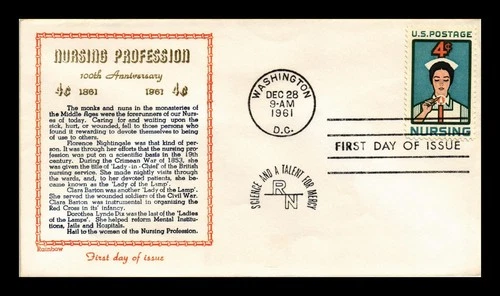 NURSING PROFESSION
100th Anniversary
4¢ 1861 1961 4¢
The monks and nuns in the monasteries of
the Middle Ages were the forerunners of our Nurs-
es of today. Caring for and waiting upon the
sick, hurt, or wounded, fell to those persons who
found it rewarding to devote themselves to being
of use to others.
Florence Nightingale was that kind of per-
son. It was through her efforts that the nursing pro-
fession was put on a scientific basis in the 19th
century. During the Crimean War of 1853, she
was given the title of 'Lady - in - Chief' of the British
nursing service. She made nightly visits through
the wards, and, to her devoted patients, she be-
came known as the 'Lady of the Lamp'.
Clara Barton was another 'Lady of the Lamp'.
She served the wounded soldiers of the Civil War.
Clara Barton was instrumental in organizing the
Red Cross in its' infancy.
Dorothea Lynde Dix was the last of the 'Ladies
of the Lamps'. She helped reform Mental Institu-
tions, Jails and Hospitals.
Hail to the women of the Nursing Profession.
Rainbow
First day of issue
WASHINGTON
DEC 28
9-AM
1961
D.C.
SCIENCE AND A TALENT FOR MERCY
RN
U.S. POSTAGE
4¢
NURSING
FIRST DAY OF ISSUE